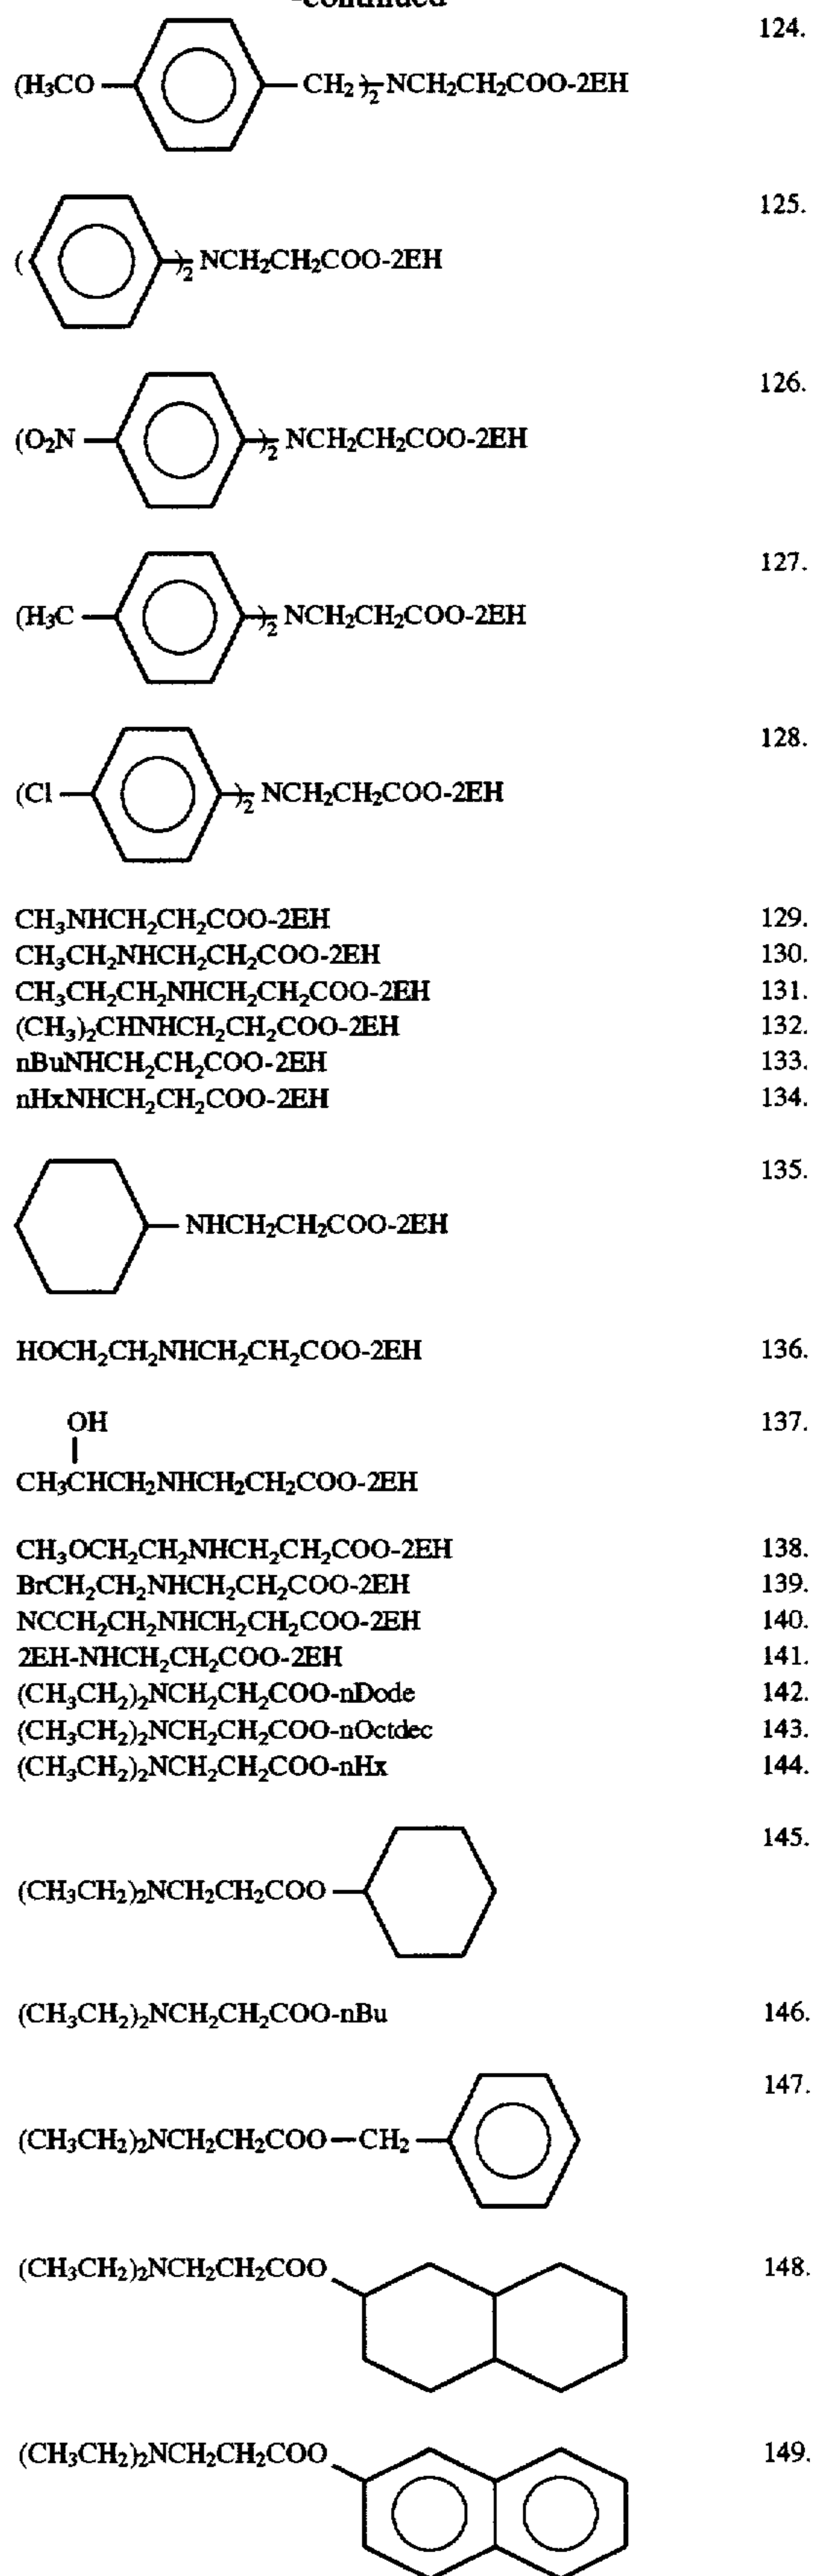 -continued
124.
(H₃CO CH₂)₂NCH₂CH₂COO-2EH
125.
( )₂NCH₂CH₂COO-2EH
126.
(O₂N )₂NCH₂CH₂COO-2EH
127.
(H₃C )₂NCH₂CH₂COO-2EH
128.
(Cl )₂NCH₂CH₂COO-2EH
CH₃NHCH₂CH₂COO-2EH 129.
CH₃CH₂NHCH₂CH₂COO-2EH 130.
CH₃CH₂CH₂NHCH₂CH₂COO-2EH 131.
(CH₃)₂CHNHCH₂CH₂COO-2EH 132.
nBuNHCH₂CH₂COO-2EH 133.
nHxNHCH₂CH₂COO-2EH 134.
135.
NHCH₂CH₂COO-2EH
HOCH₂CH₂NHCH₂CH₂COO-2EH 136.
OH 137.
CH₃CHCH₂NHCH₂CH₂COO-2EH
CH₃OCH₂CH₂NHCH₂CH₂COO-2EH 138.
BrCH₂CH₂NHCH₂CH₂COO-2EH 139.
NCCH₂CH₂NHCH₂CH₂COO-2EH 140.
2EH-NHCH₂CH₂COO-2EH 141.
(CH₃CH₂)₂NCH₂CH₂COO-nDode 142.
(CH₃CH₂)₂NCH₂CH₂COO-nOctdec 143.
(CH₃CH₂)₂NCH₂CH₂COO-nHx 144.
145.
(CH₃CH₂)₂NCH₂CH₂COO
(CH₃CH₂)₂NCH₂CH₂COO-nBu 146.
147.
(CH₃CH₂)₂NCH₂CH₂COO—CH₂
(CH₃CH₂)₂NCH₂CH₂COO 148.
(CH₃CH₂)₂NCH₂CH₂COO 149.